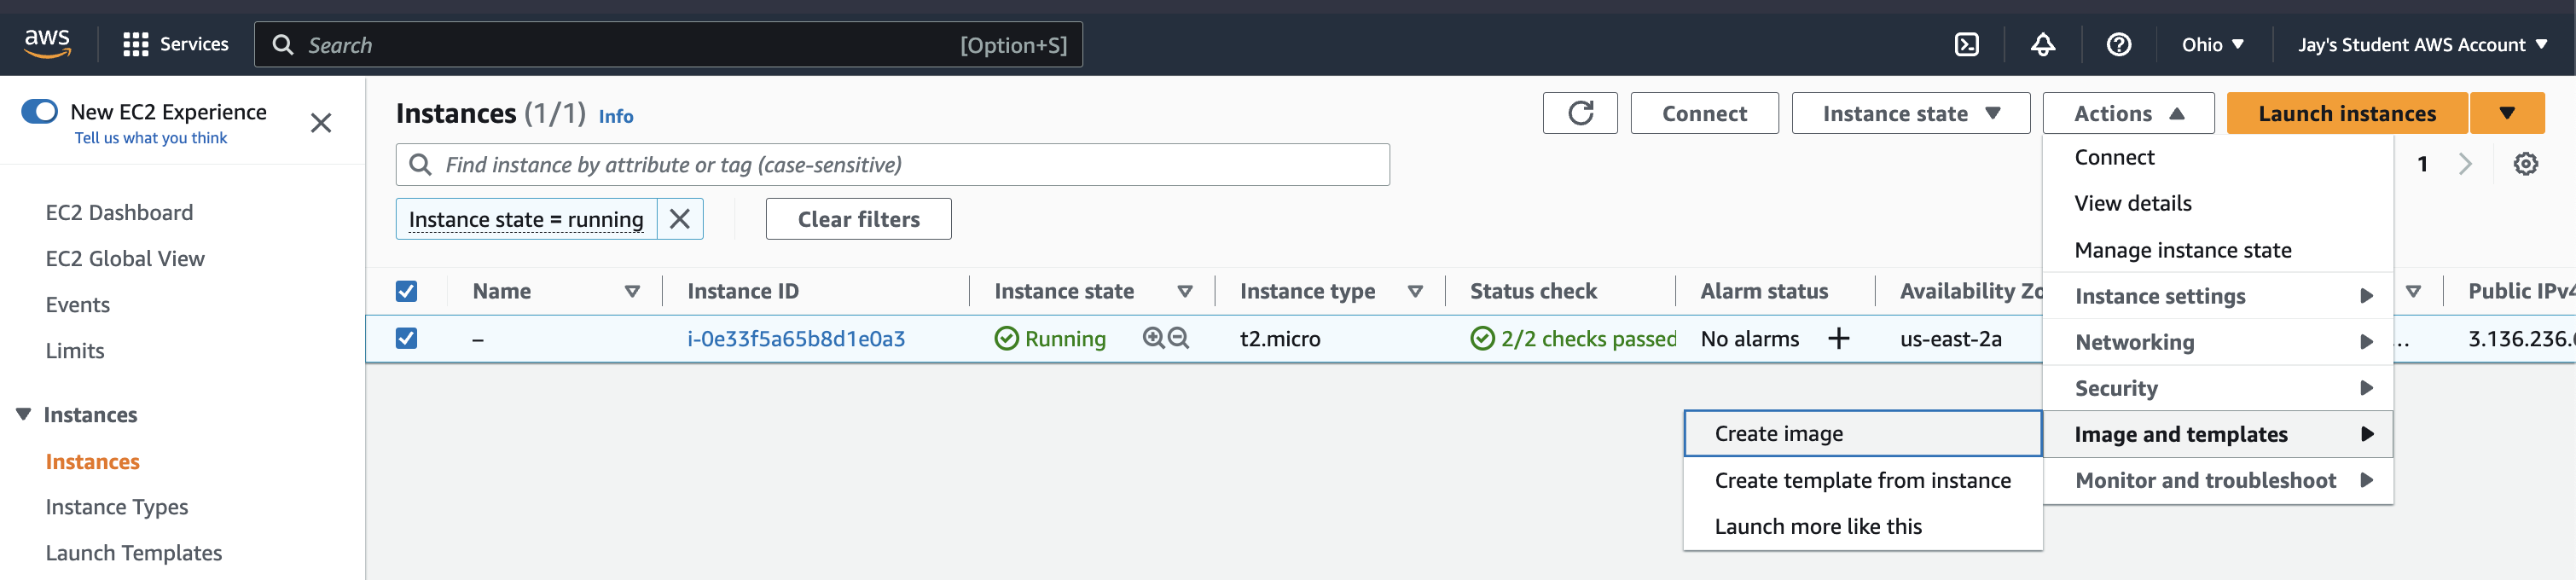 aws Services Search [Option+S] Ohio Jay's Student AWS Account
New EC2 Experience
Tell us what you think
EC2 Dashboard
EC2 Global View
Events
Limits
Instances
Instances
Instance Types
Launch Templates
Instances (1/1) Info Connect Instance state Actions Launch instances
Find instance by attribute or tag (case-sensitive) 1
Instance state = running Clear filters
Name Instance ID Instance state Instance type Status check Alarm status Availability Zo Public IPv4
– i-0e33f5a65b8d1e0a3 Running t2.micro 2/2 checks passed No alarms + us-east-2a ... 3.136.236.
Connect
View details
Manage instance state
Instance settings
Networking
Security
Image and templates
Monitor and troubleshoot
Create image
Create template from instance
Launch more like this